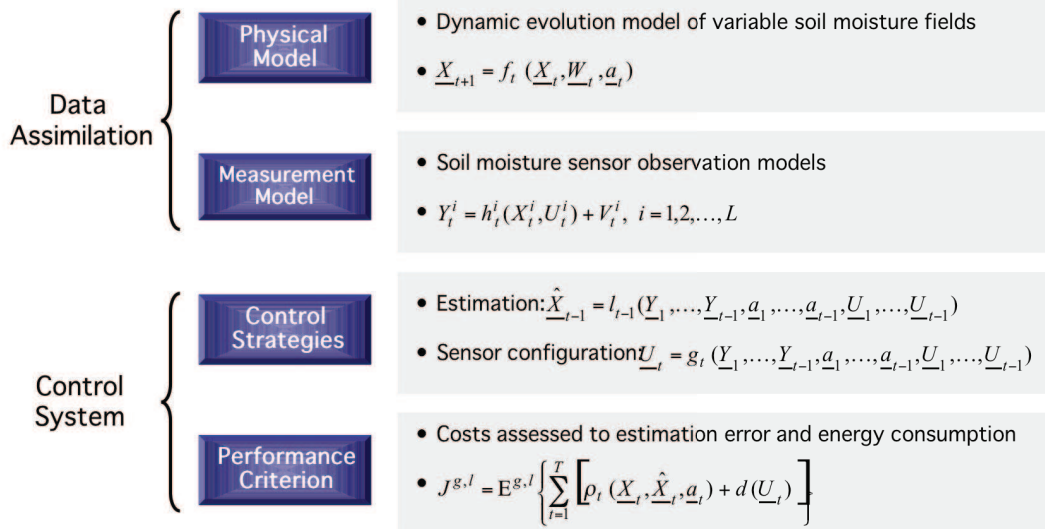 Data
Assimilation
Physical
Model
• Dynamic evolution model of variable soil moisture fields
• X_{t+1} = f_t (X_t, W_t, a_t)
Measurement
Model
• Soil moisture sensor observation models
• Y_t^i = h_t^i(X_t^i, U_t^i) + V_t^i, i = 1,2,…,L
Control
System
Control
Strategies
• Estimation: X̂_{t−1} = l_{t−1}(Y_1,…,Y_{t−1}, a_1,…,a_{t−1}, U_1,…,U_{t−1})
• Sensor configuration: U_t = g_t (Y_1,…,Y_{t−1}, a_1,…,a_{t−1}, U_1,…,U_{t−1})
Performance
Criterion
• Costs assessed to estimation error and energy consumption
• J^{g,l} = E^{g,l} { ∑_{t=1}^{T} [ρ_t (X_t, X̂_t, a_t) + d(U_t)] }